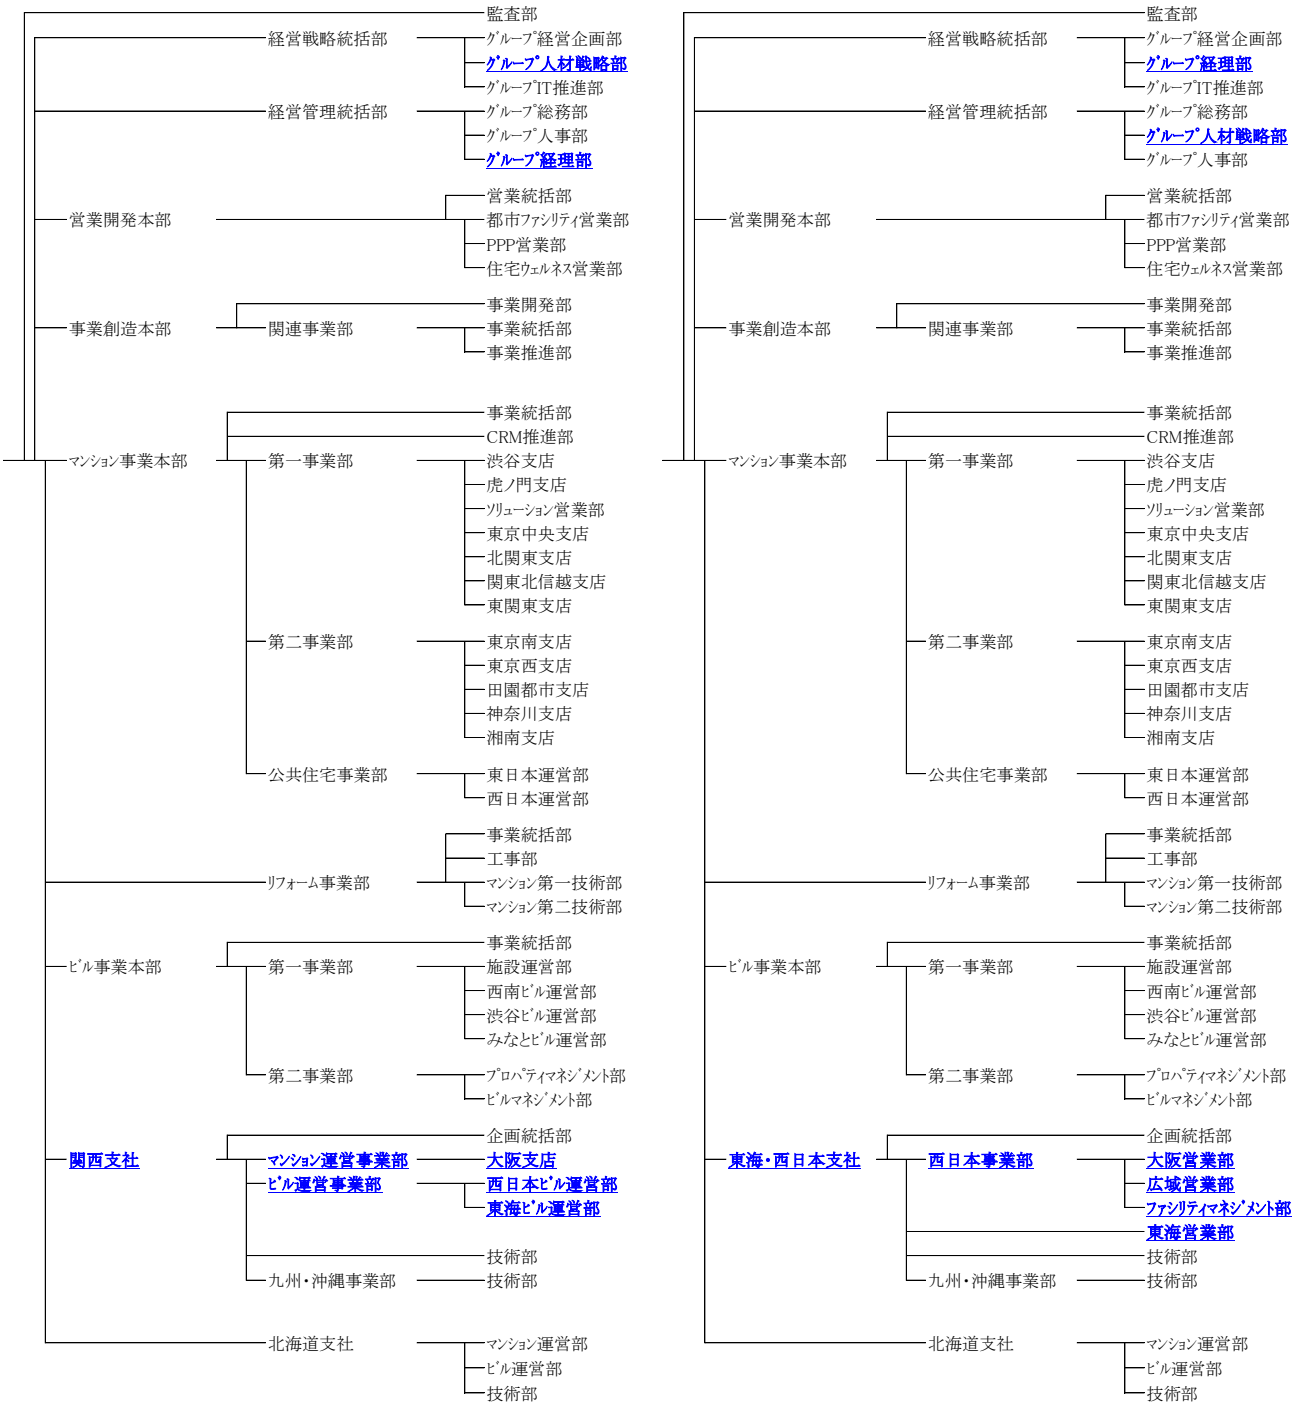 監査部
経営戦略統括部 グループ経営企画部
グループ人材戦略部
グループIT推進部
経営管理統括部 グループ総務部
グループ人事部
グループ経理部
営業統括部
営業開発本部 都市ファシリティ営業部
PPP営業部
住宅ウェルネス営業部
事業開発部
事業創造本部 関連事業部 事業統括部
事業推進部
事業統括部
CRM推進部
マンション事業本部 第一事業部 渋谷支店
虎ノ門支店
ソリューション営業部
東京中央支店
北関東支店
関東北信越支店
東関東支店
第二事業部 東京南支店
東京西支店
田園都市支店
神奈川支店
湘南支店
公共住宅事業部 東日本運営部
西日本運営部
事業統括部
工事部
リフォーム事業部 マンション第一技術部
マンション第二技術部
事業統括部
ビル事業本部 第一事業部 施設運営部
西南ビル運営部
渋谷ビル運営部
みなとビル運営部
第二事業部 プロパティマネジメント部
ビルマネジメント部
企画統括部
関西支社 マンション運営事業部 大阪支店
ビル運営事業部 西日本ビル運営部
東海ビル運営部
技術部
九州・沖縄事業部 技術部
北海道支社 マンション運営部
ビル運営部
技術部
監査部
経営戦略統括部 グループ経営企画部
グループ経理部
グループIT推進部
経営管理統括部 グループ総務部
グループ人材戦略部
グループ人事部
営業統括部
営業開発本部 都市ファシリティ営業部
PPP営業部
住宅ウェルネス営業部
事業開発部
事業創造本部 関連事業部 事業統括部
事業推進部
事業統括部
CRM推進部
マンション事業本部 第一事業部 渋谷支店
虎ノ門支店
ソリューション営業部
東京中央支店
北関東支店
関東北信越支店
東関東支店
第二事業部 東京南支店
東京西支店
田園都市支店
神奈川支店
湘南支店
公共住宅事業部 東日本運営部
西日本運営部
事業統括部
工事部
リフォーム事業部 マンション第一技術部
マンション第二技術部
事業統括部
ビル事業本部 第一事業部 施設運営部
西南ビル運営部
渋谷ビル運営部
みなとビル運営部
第二事業部 プロパティマネジメント部
ビルマネジメント部
企画統括部
東海・西日本支社 西日本事業部 大阪営業部
広域営業部
ファシリティマネジメント部
東海営業部
技術部
九州・沖縄事業部 技術部
北海道支社 マンション運営部
ビル運営部
技術部